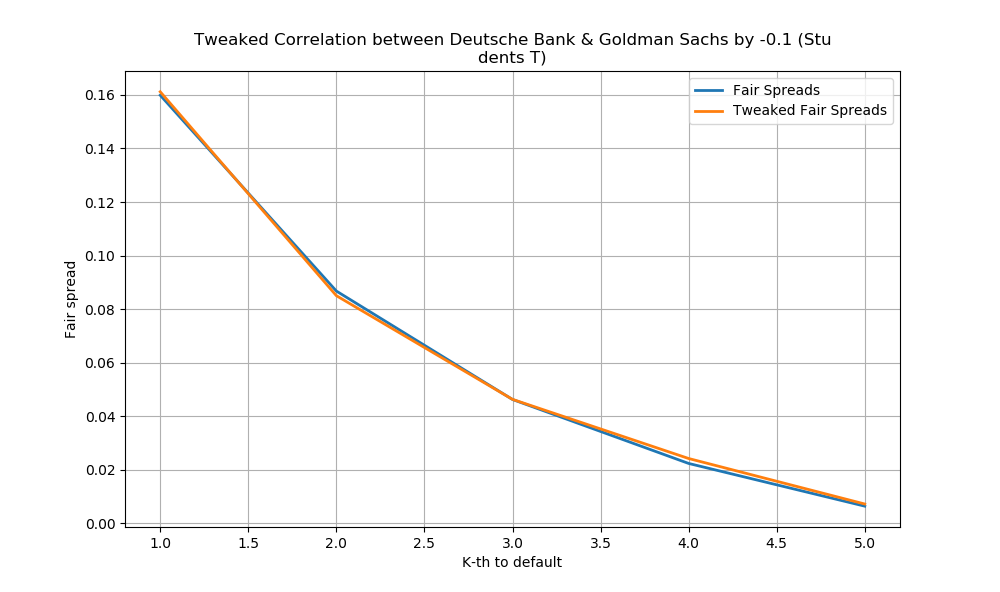 Tweaked Correlation between Deutsche Bank & Goldman Sachs by -0.1 (Stu
dents T)
Fair Spreads
Tweaked Fair Spreads
Fair spread
0.16
0.14
0.12
0.10
0.08
0.06
0.04
0.02
0.00
1.0 1.5 2.0 2.5 3.0 3.5 4.0 4.5 5.0
K-th to default